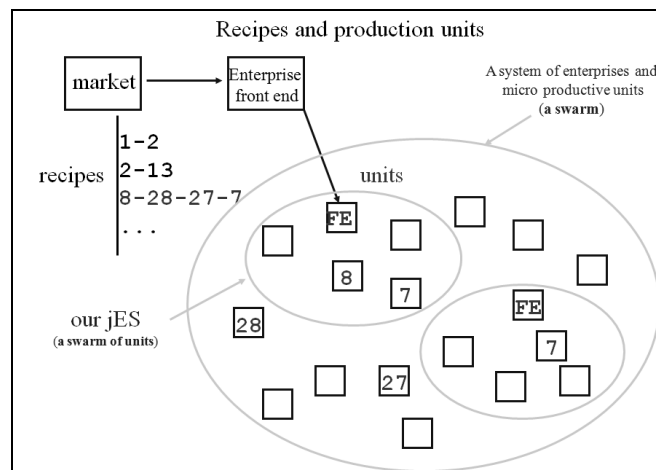 Recipes and production units
market
Enterprise
front end
A system of enterprises and
micro productive units
(a swarm)
recipes
1-2
2-13
8-28-27-7
...
units
FE
8
7
28
our jES
(a swarm of units)
FE
7
27